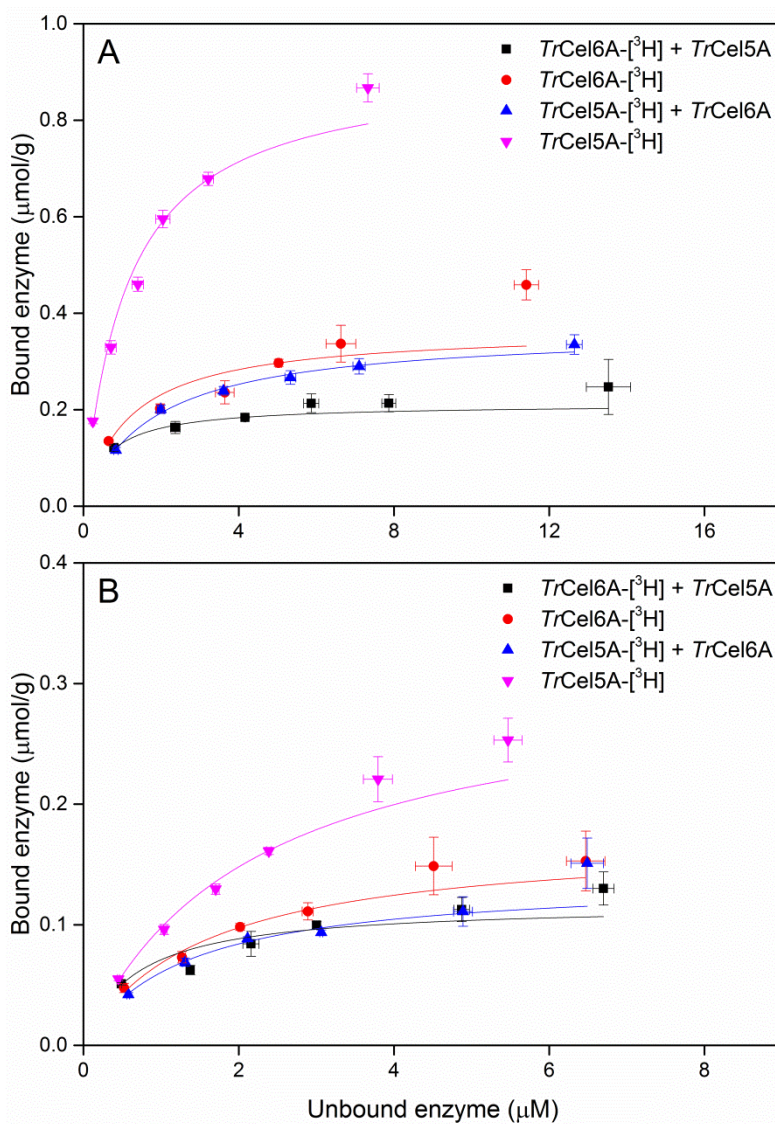 A
TrCel6A-[³H] + TrCel5A
TrCel6A-[³H]
TrCel5A-[³H] + TrCel6A
TrCel5A-[³H]
1.0
0.8
0.6
0.4
0.2
0.0
Bound enzyme (μmol/g)
0 4 8 12 16
B
TrCel6A-[³H] + TrCel5A
TrCel6A-[³H]
TrCel5A-[³H] + TrCel6A
TrCel5A-[³H]
0.4
0.3
0.2
0.1
0.0
Bound enzyme (μmol/g)
0 2 4 6 8
Unbound enzyme (μM)